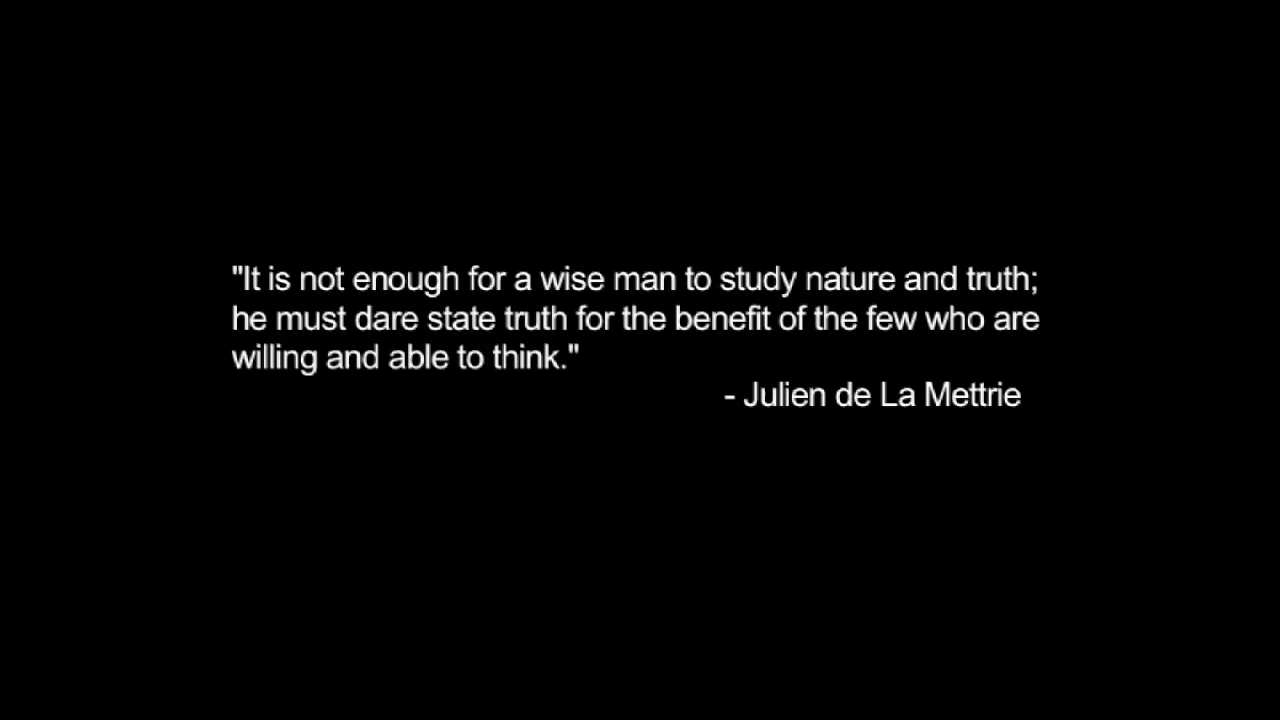 "It is not enough for a wise man to study nature and truth;
he must dare state truth for the benefit of the few who are
willing and able to think."
- Julien de La Mettrie